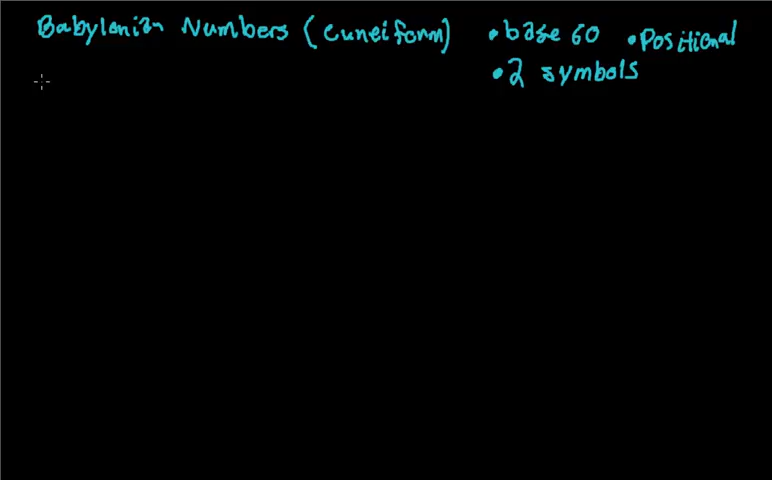 Babylonian Numbers (Cuneiform) • base 60 • Positional
• 2 symbols